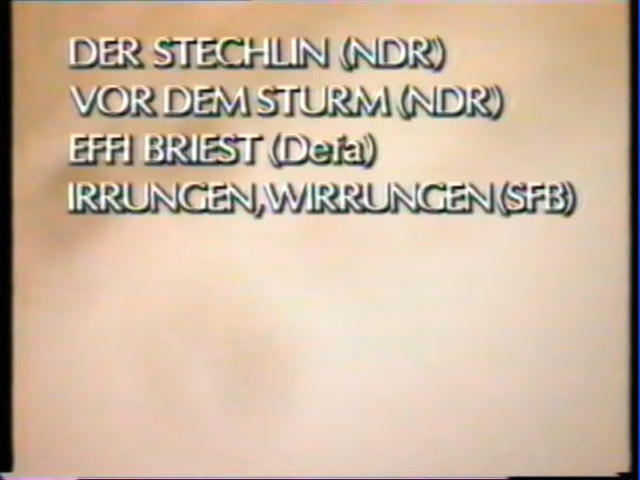 DER STECHLIN (NDR)
VOR DEM STURM (NDR)
EFFI BRIEST (Defa)
IRRUNGEN, WIRRUNGEN (SFB)